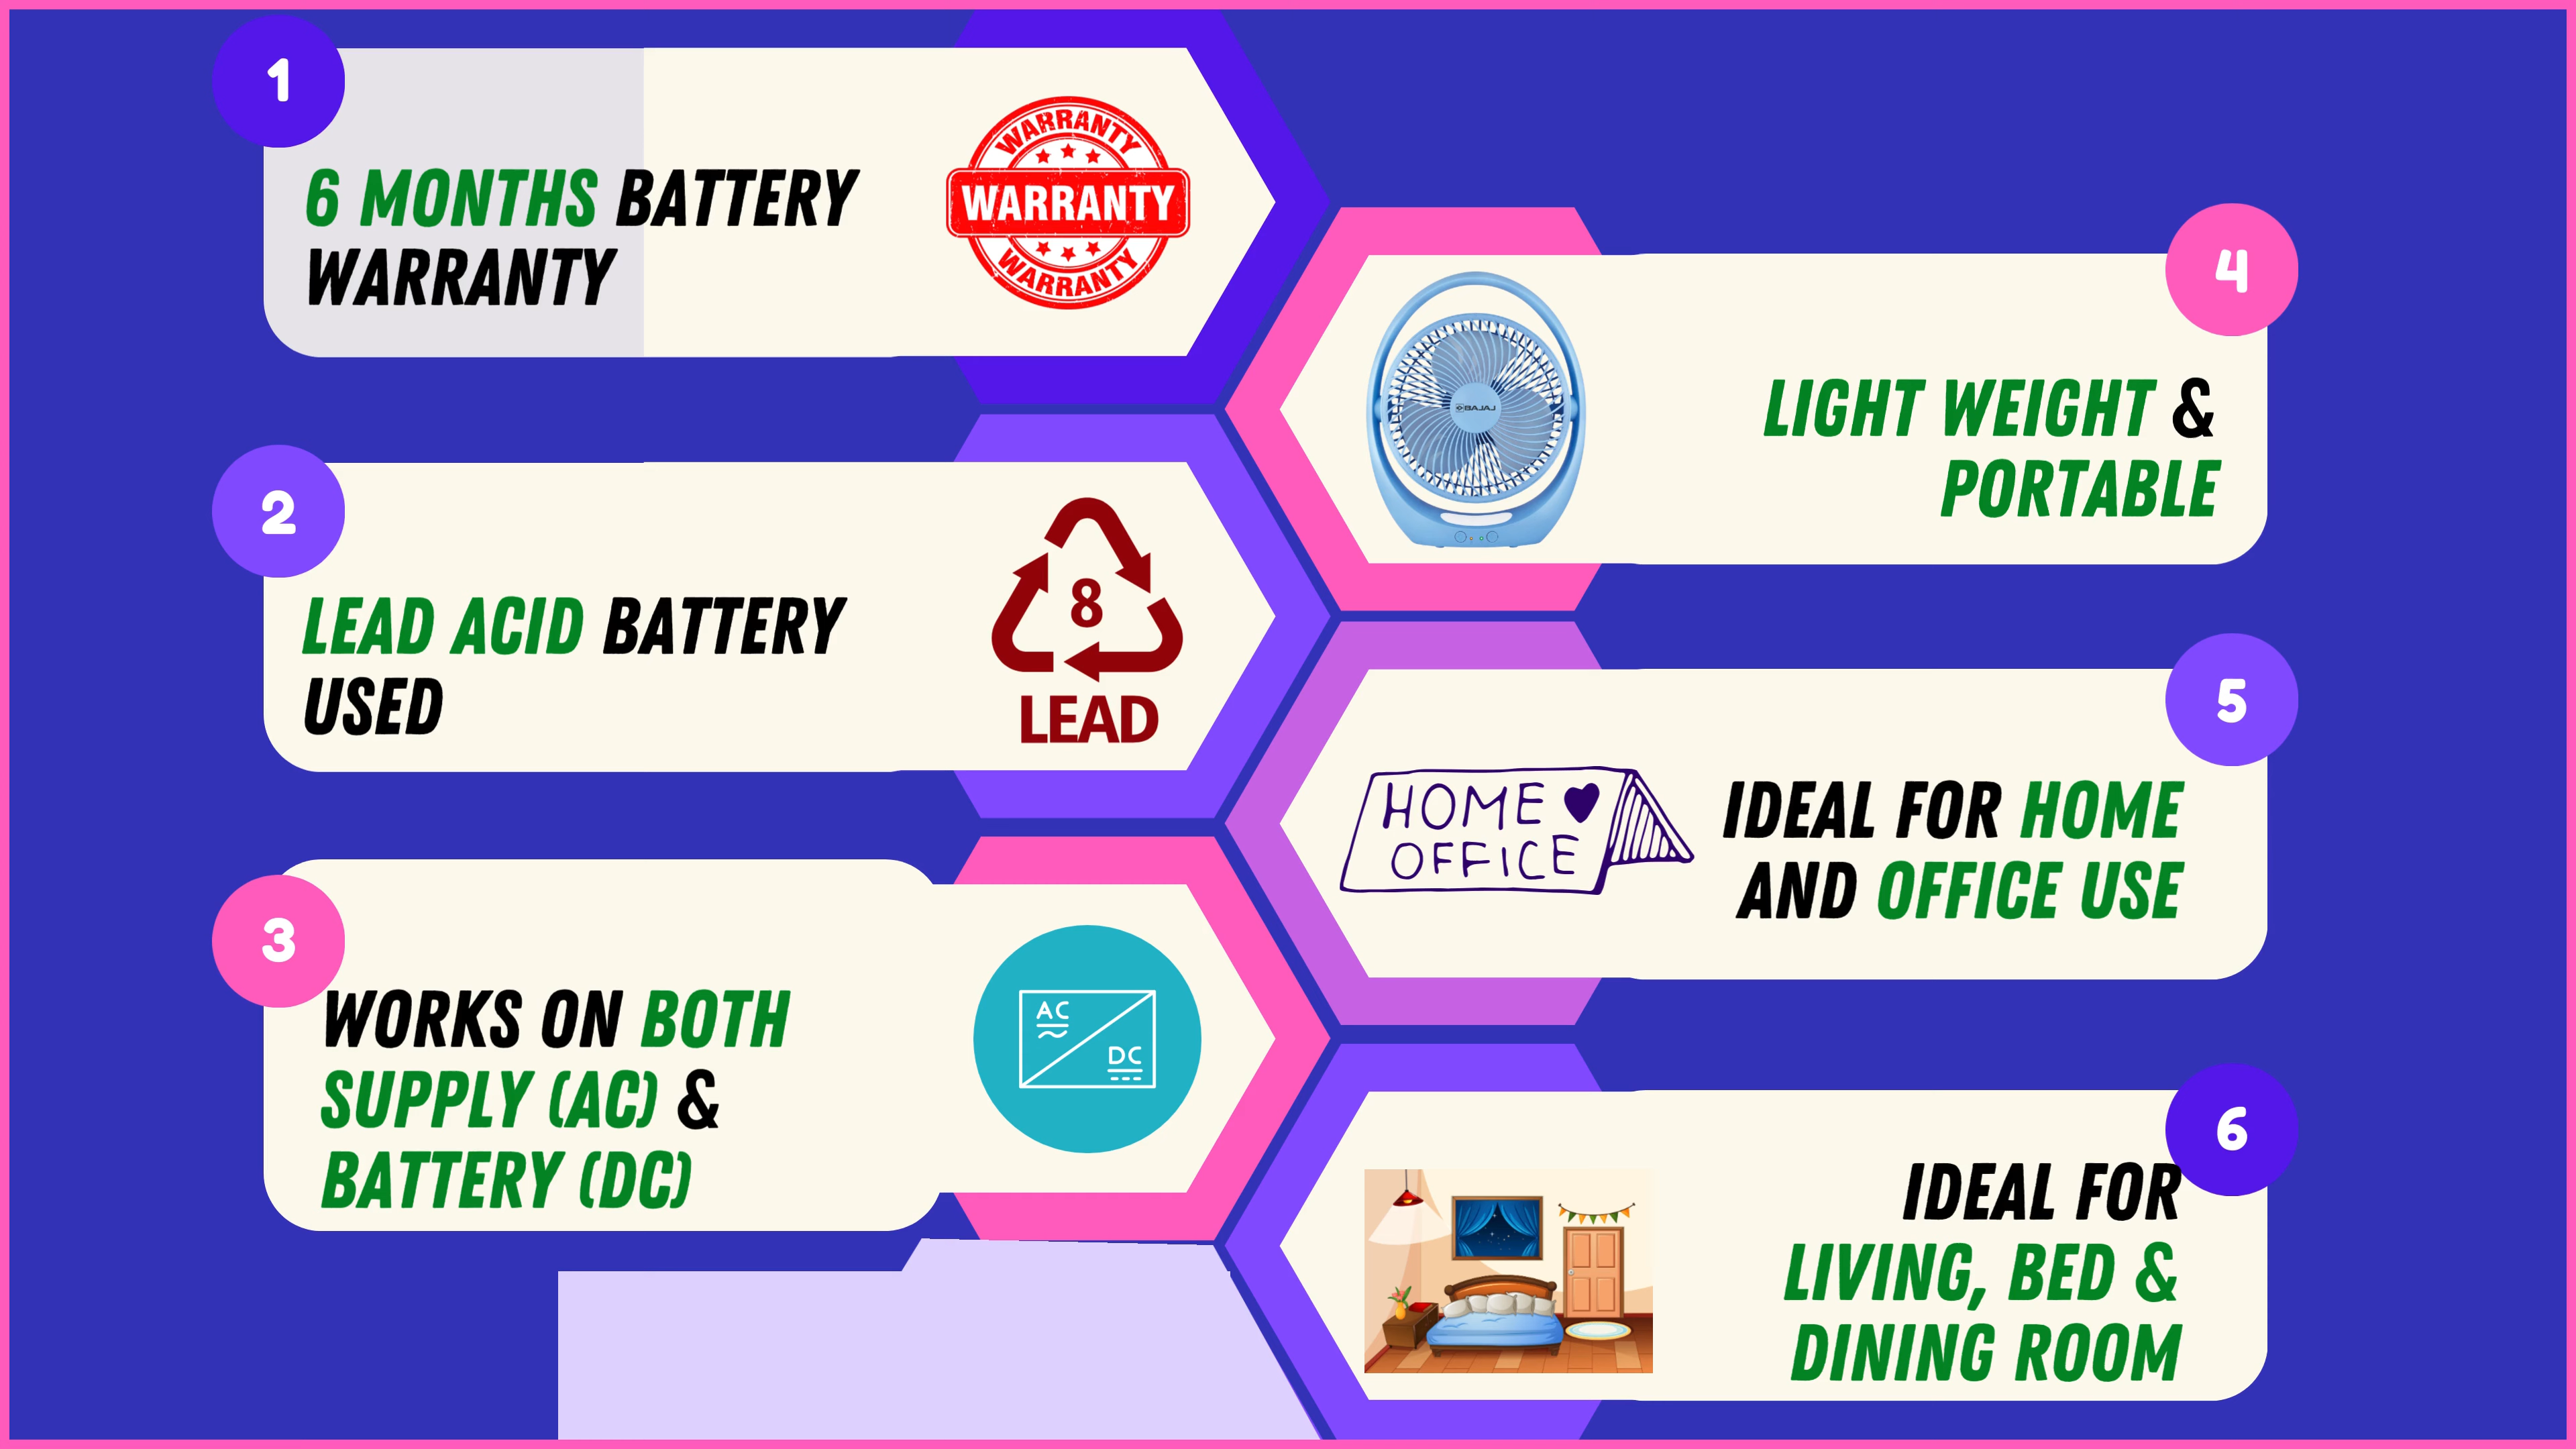 1
6 MONTHS BATTERY
WARRANTY
WARRANTY
WARRANTY
WARRANTY
2
LEAD ACID BATTERY
USED
8
LEAD
3
WORKS ON BOTH
SUPPLY (AC) &
BATTERY (DC)
AC
DC
4
BAJAJ
LIGHT WEIGHT &
PORTABLE
5
HOME
OFFICE
IDEAL FOR HOME
AND OFFICE USE
6
IDEAL FOR
LIVING, BED &
DINING ROOM